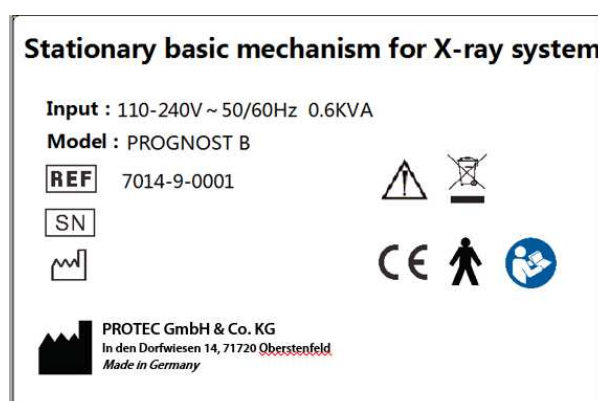 Stationary basic mechanism for X-ray system
Input : 110-240V ~ 50/60Hz 0.6KVA
Model : PROGNOST B
REF 7014-9-0001
SN
CE
PROTEC GmbH & Co. KG
In den Dorfwiesen 14, 71720 Oberstenfeld
Made in Germany